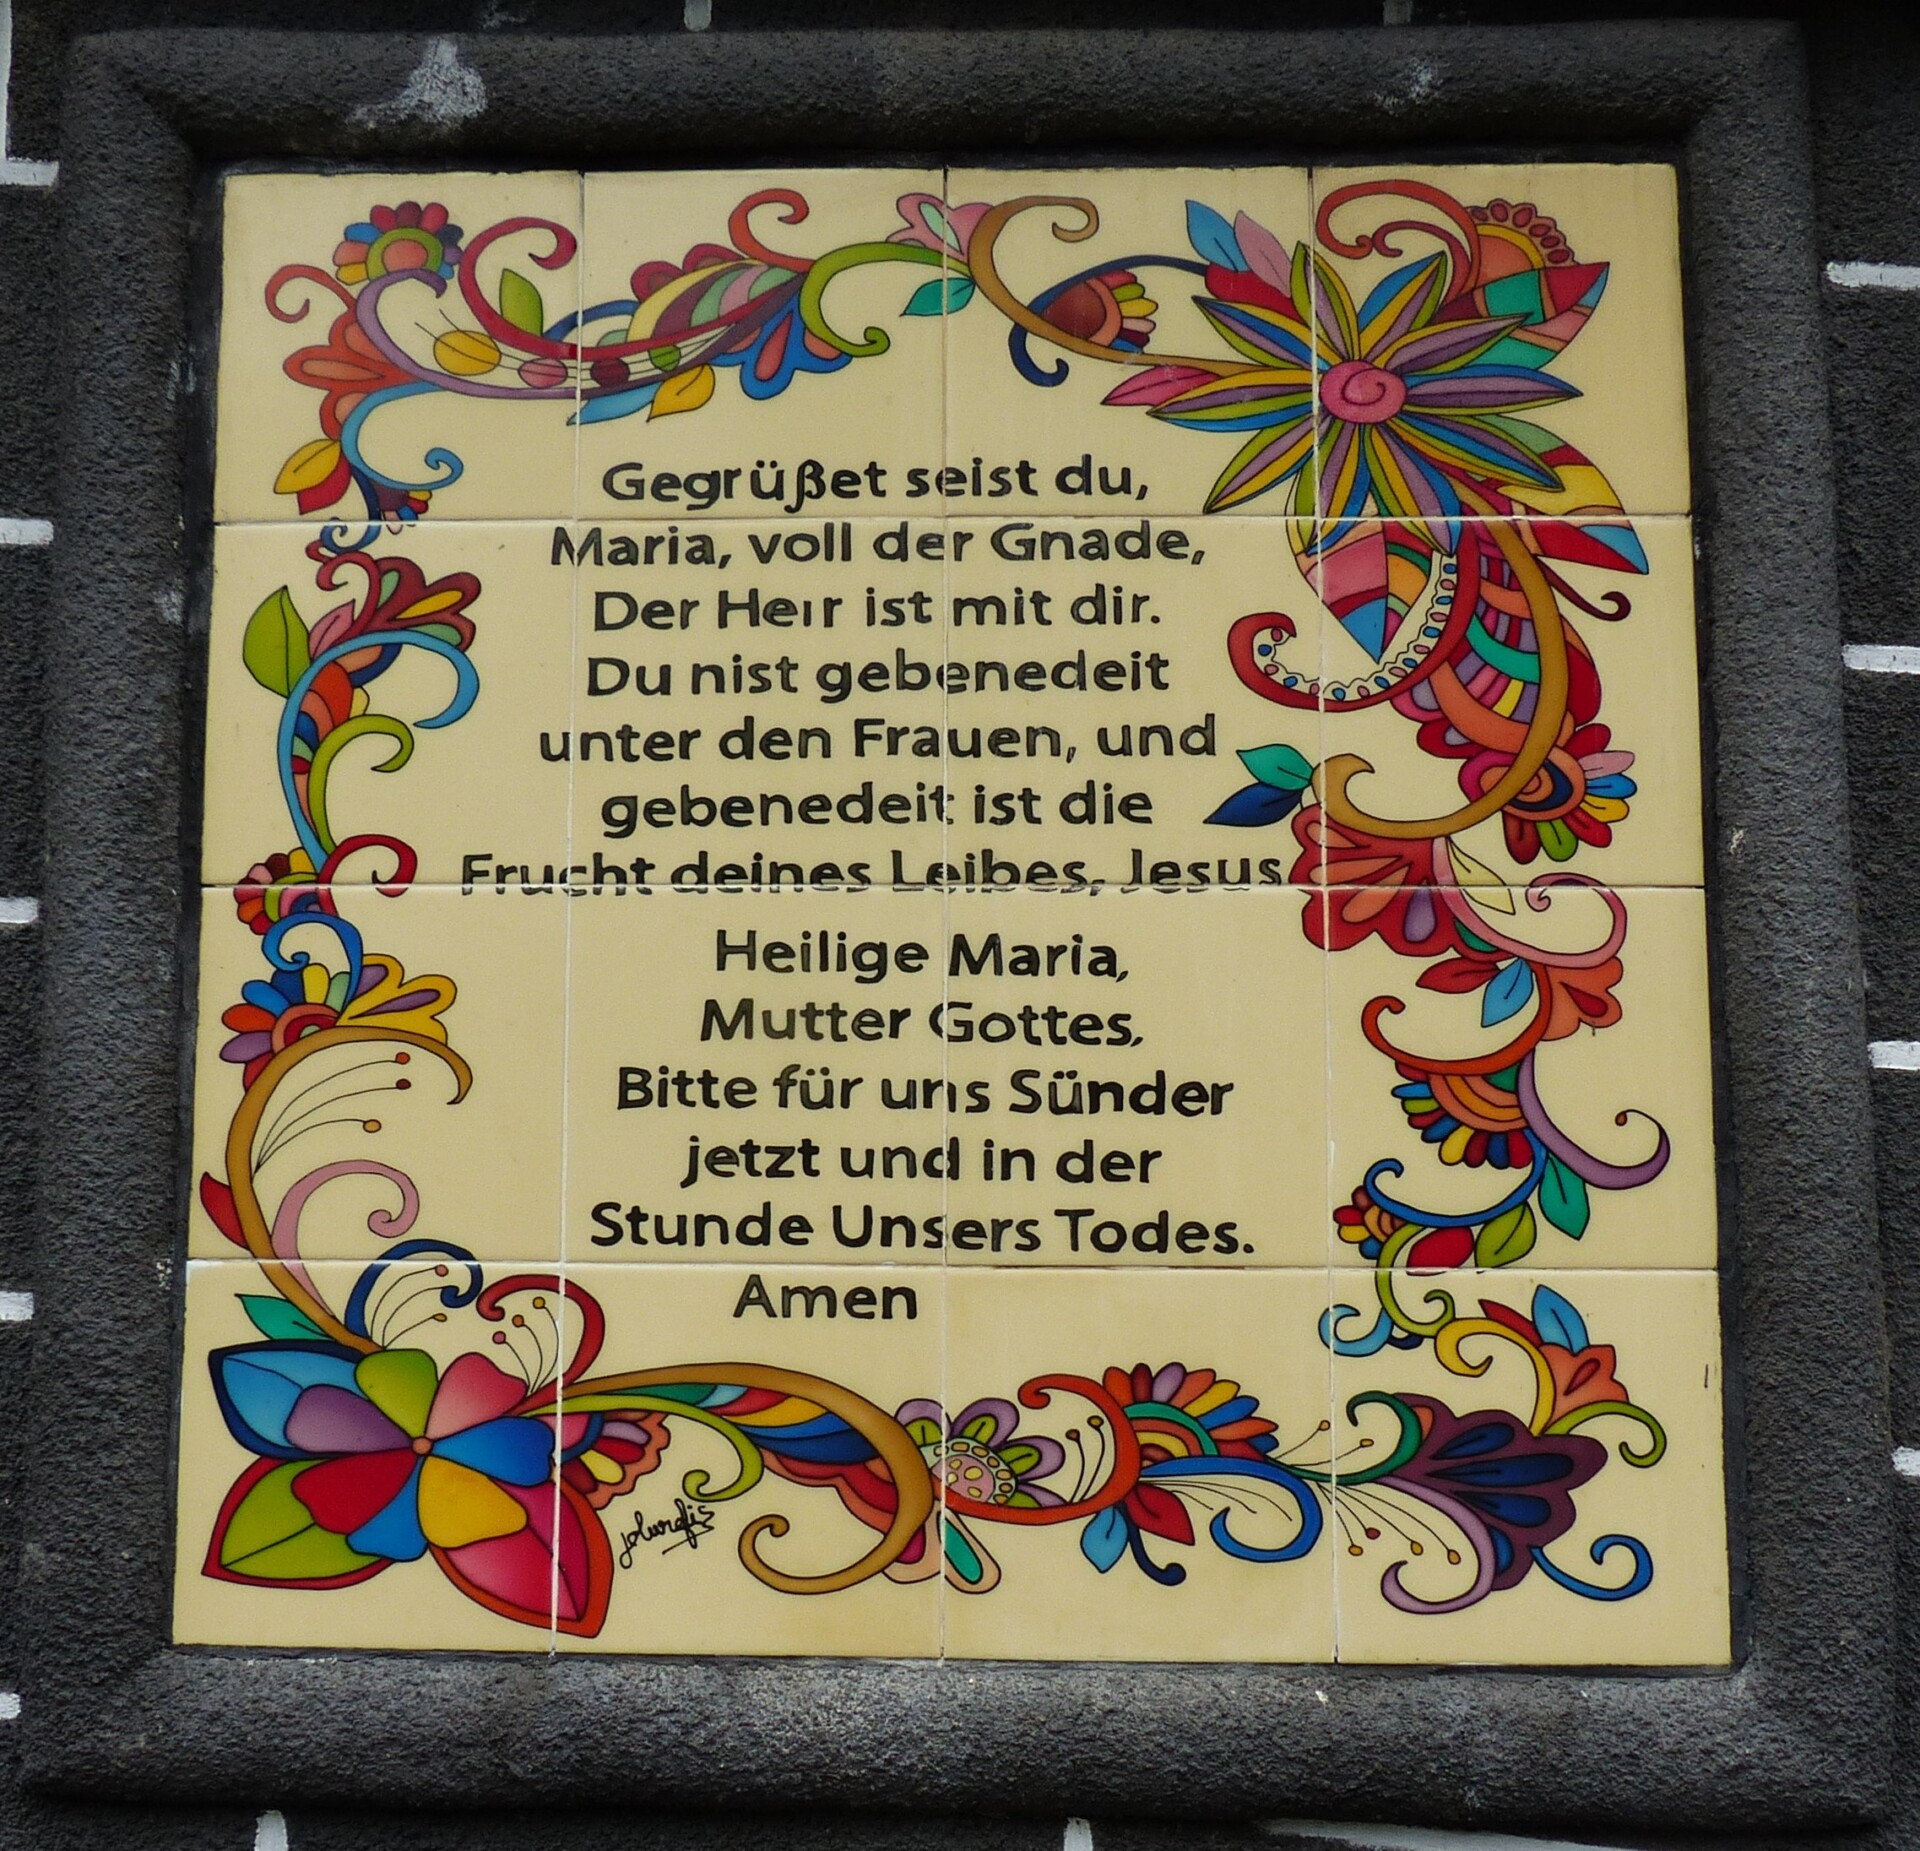 Gegrüßet seist du,
Maria, voll der Gnade,
Der Herr ist mit dir.
Du nist gebenedeit
unter den Frauen, und
gebenedeit ist die
Frucht deines Leibes, Jesus
Heilige Maria,
Mutter Gottes,
Bitte für uns Sünder
jetzt und in der
Stunde Unsers Todes.
Amen